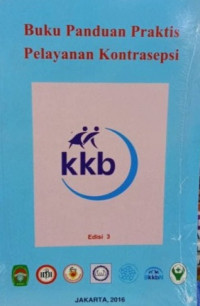 Buku Panduan Praktis
Pelayanan Kontrasepsi
kkb
Edisi 3
JAKARTA, 2016